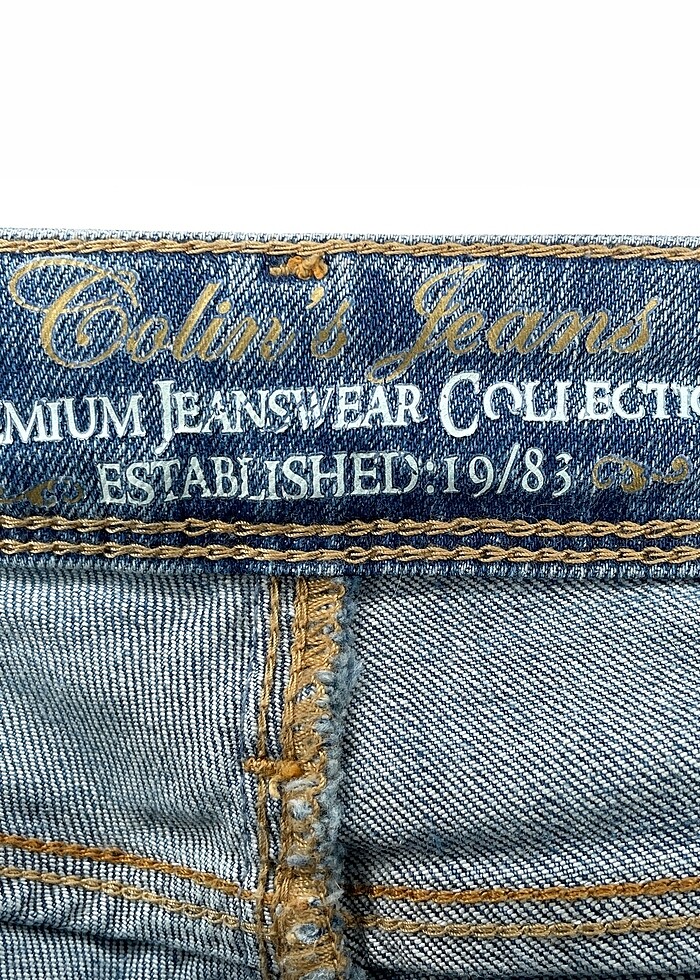 Colin's Jeans
EMIUM JEANSWEAR COLLECTIO
ESTABLISHED:19/83